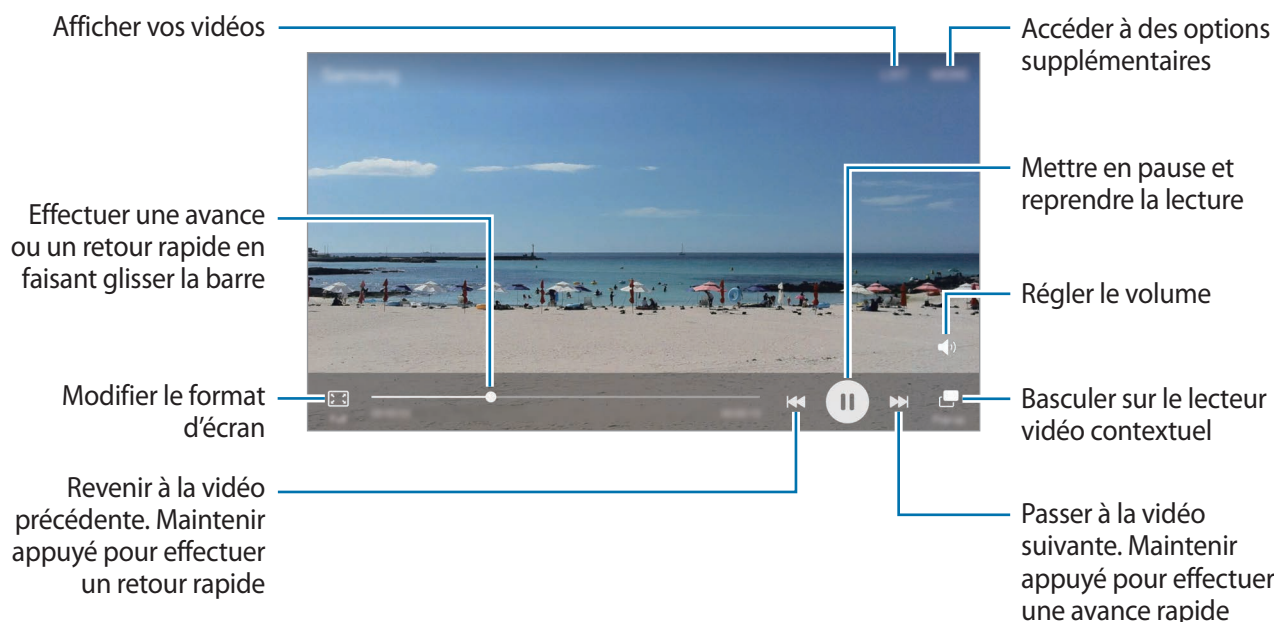 Afficher vos vidéos
Accéder à des options
supplémentaires
Samsung
Mettre en pause et
reprendre la lecture
Effectuer une avance
ou un retour rapide en
faisant glisser la barre
Régler le volume
Modifier le format
d'écran
Basculer sur le lecteur
vidéo contextuel
Revenir à la vidéo
précédente. Maintenir
appuyé pour effectuer
un retour rapide
Passer à la vidéo
suivante. Maintenir
appuyé pour effectuer
une avance rapide